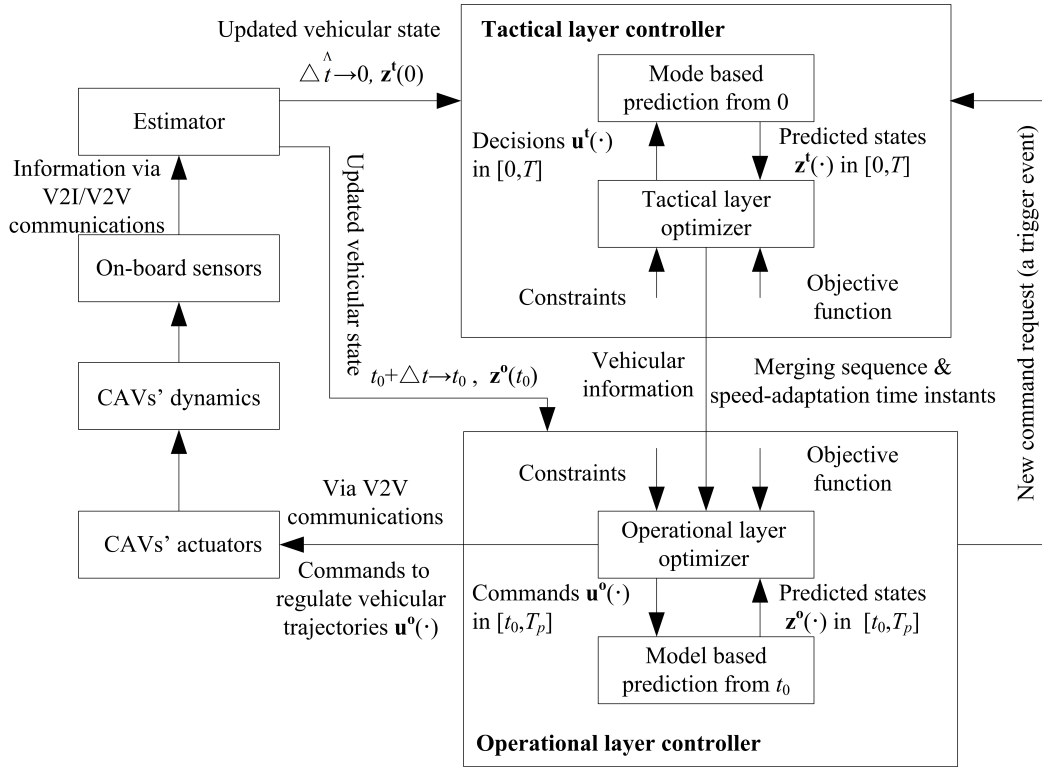 Updated vehicular state
△t̂→0, z^t(0)
Tactical layer controller
Mode based
prediction from 0
Decisions u^t(·)
in [0,T]
Predicted states
z^t(·) in [0,T]
Tactical layer
optimizer
Constraints
Objective
function
Estimator
Information via
V2I/V2V
communications
On-board sensors
CAVs’ dynamics
CAVs’ actuators
Updated vehicular state
t₀+△t→t₀ , z^o(t₀)
Vehicular
information
Merging sequence &
speed-adaptation time instants
New command request (a trigger event)
Constraints
Objective
function
Operational layer
optimizer
Via V2V
communications
Commands to
regulate vehicular
trajectories u^o(·)
Commands u^o(·)
in [t₀,Tₚ]
Predicted states
z^o(·) in [t₀,Tₚ]
Model based
prediction from t₀
Operational layer controller